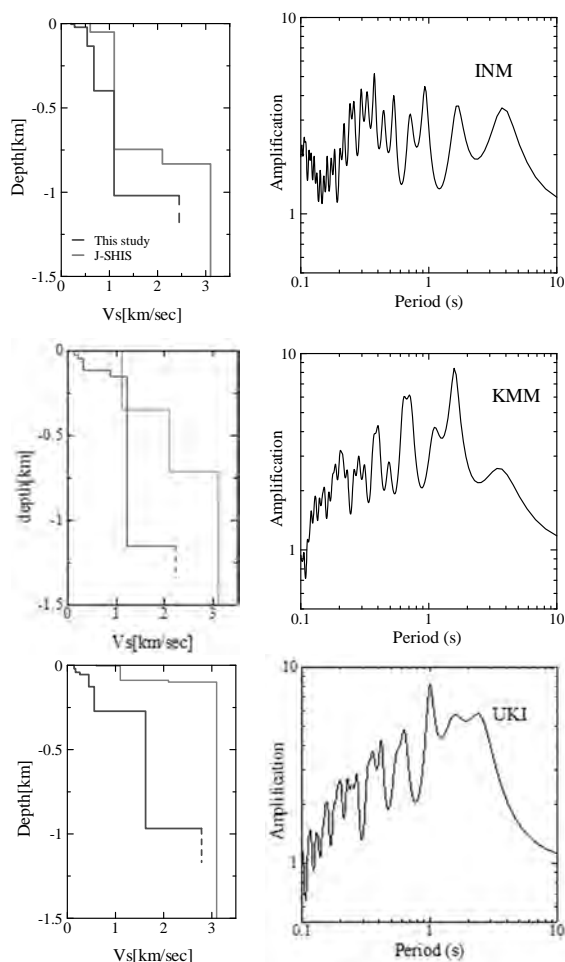 0
-0.5
-1
-1.5
Depth[km]
This study
J-SHIS
0 1 2 3
Vs[km/sec]
10
1
Amplification
INM
0.1 1 10
Period (s)
0
-0.5
-1
-1.5
depth[km]
0 1 2 3
Vs[km/sec]
10
1
Amplification
KMM
0.1 1 10
Period (s)
0
-0.5
-1
-1.5
Depth[km]
0 1 2 3
Vs[km/sec]
10
1
Amplification
UKI
0.1 1 10
Period (s)